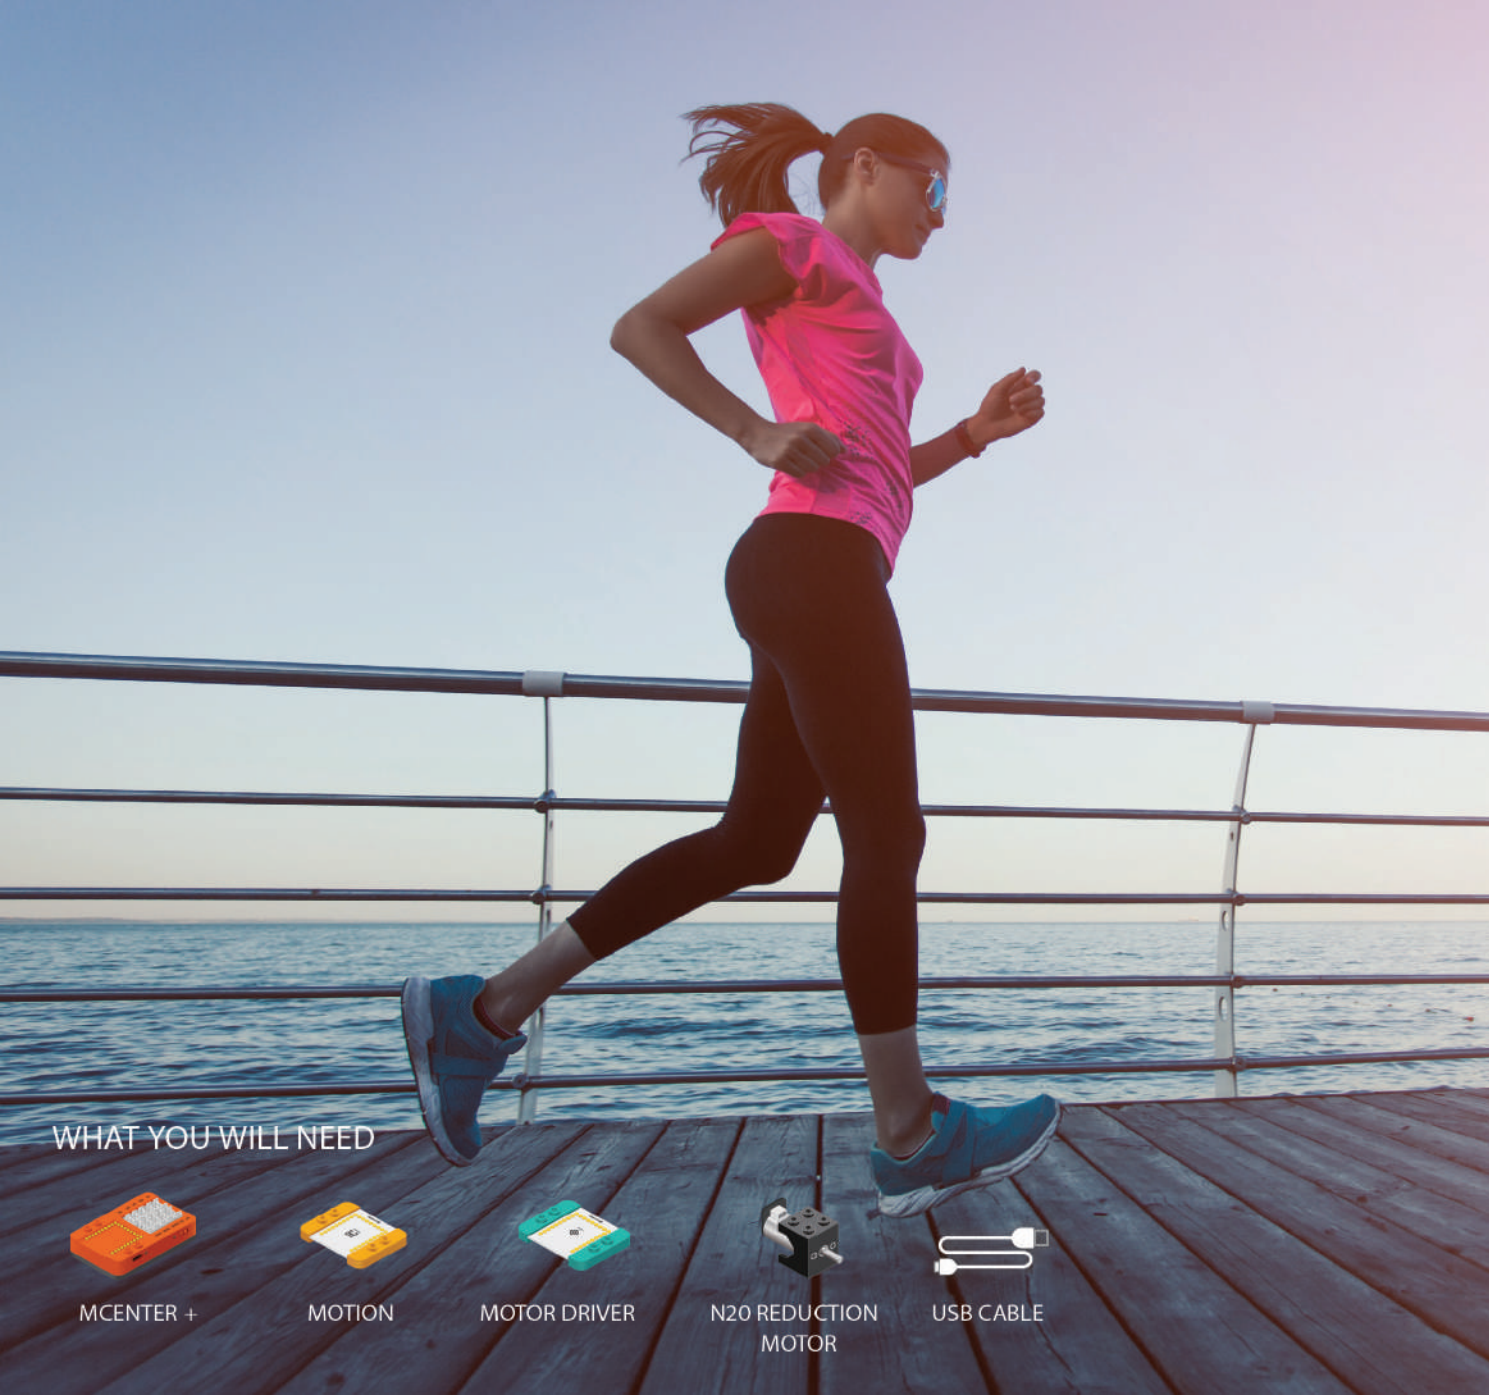 WHAT YOU WILL NEED
MCENTER +
MOTION
MOTOR DRIVER
N20 REDUCTION
MOTOR
USB CABLE